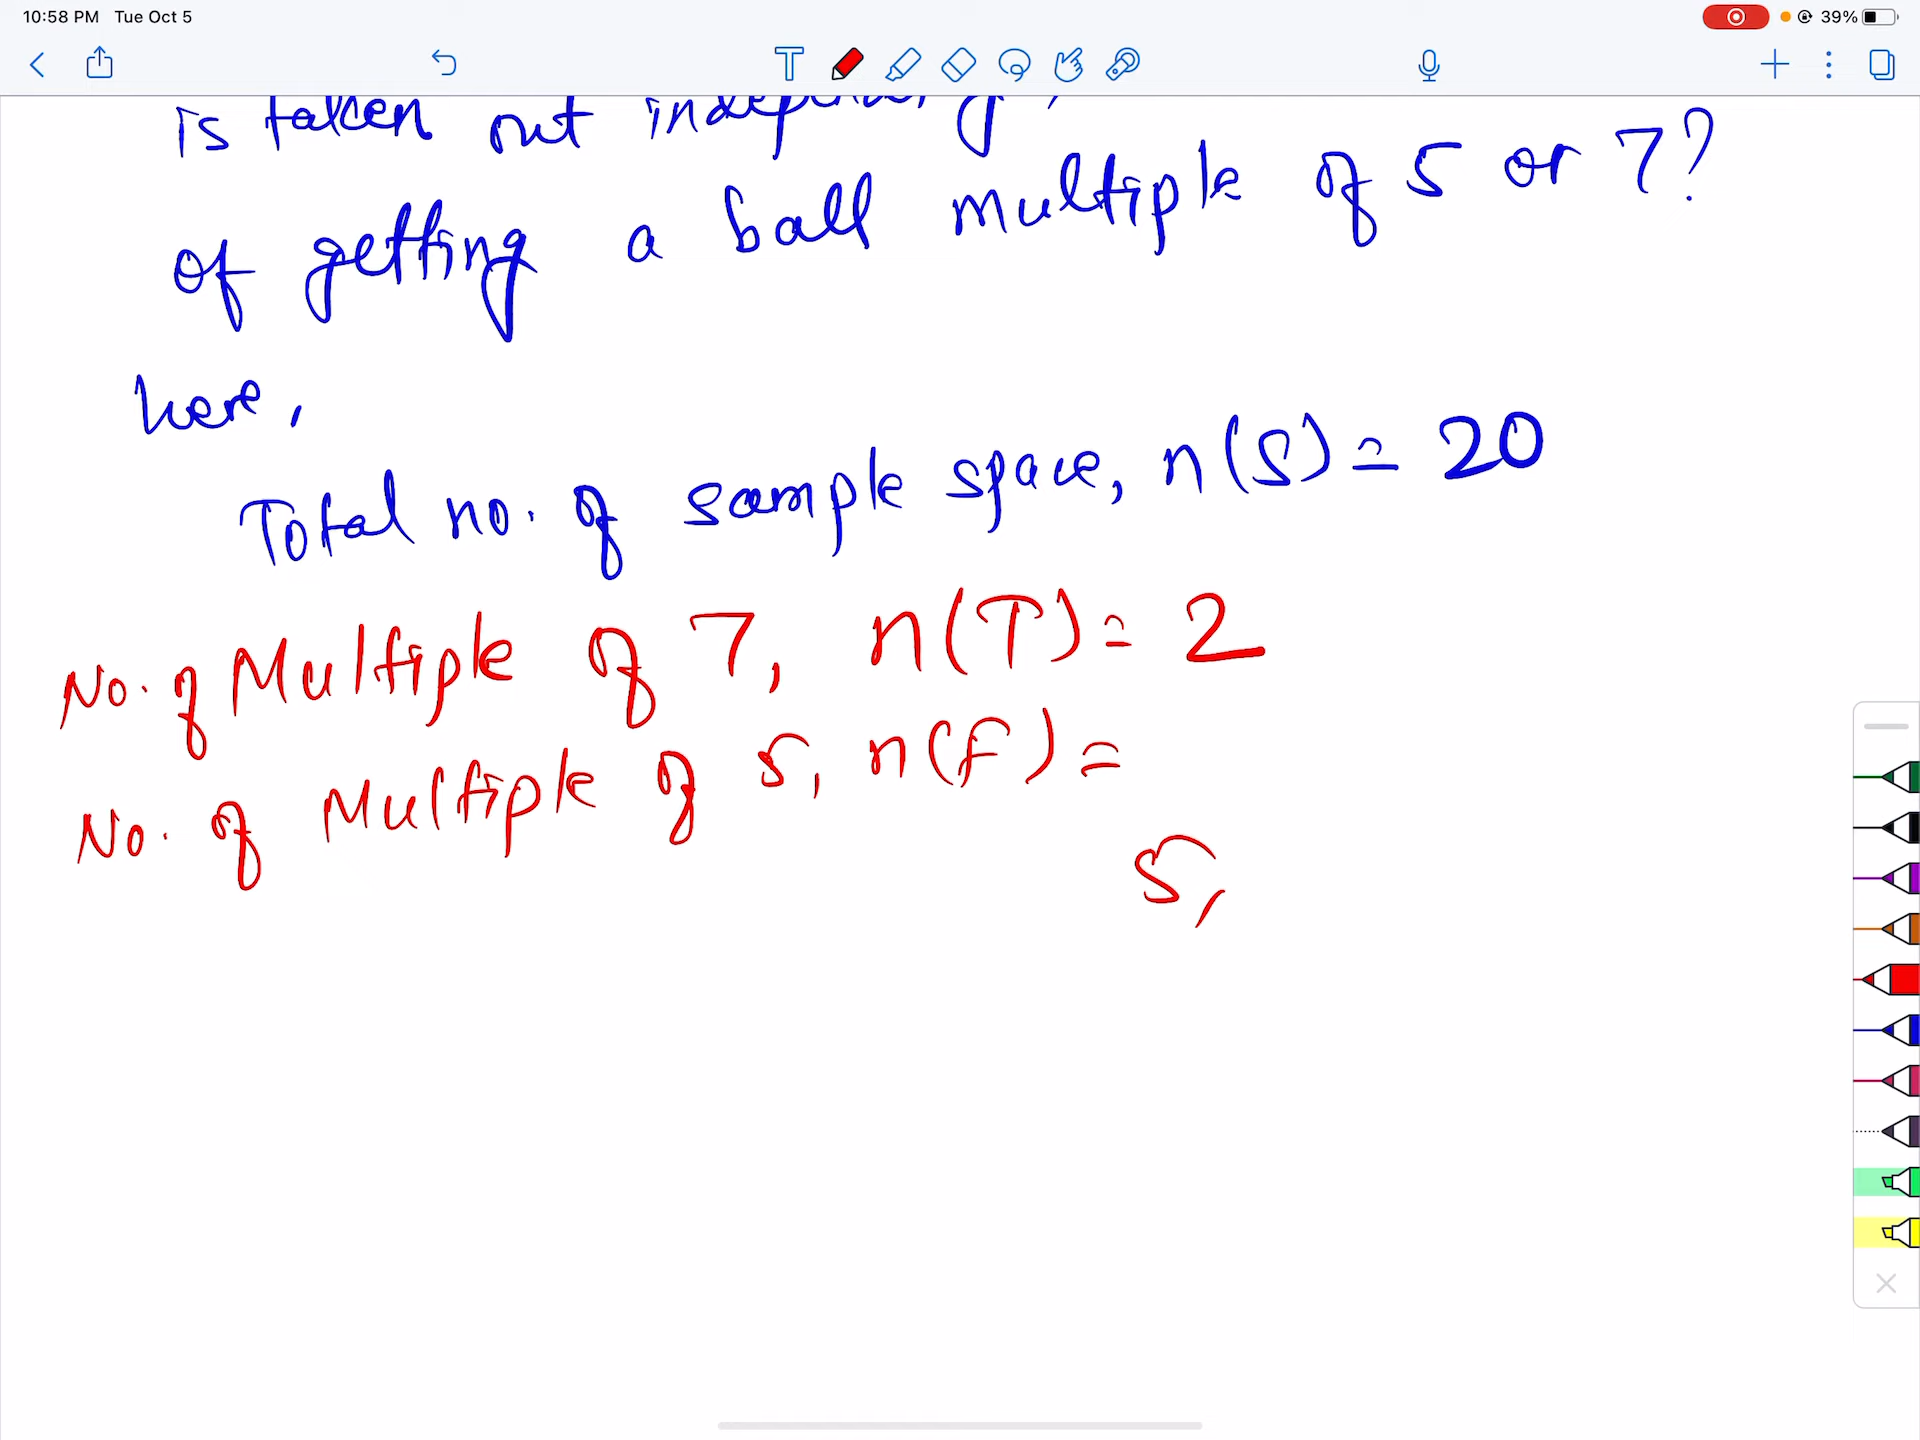 10:58 PM Tue Oct 5
39%
is taken out
of getting a ball multiple of 5 or 7?
here,
Total no. of sample space, n(S) = 20
No. of Multiple of 7, n(T) = 2
No. of Multiple of 5, n(F) =
5,